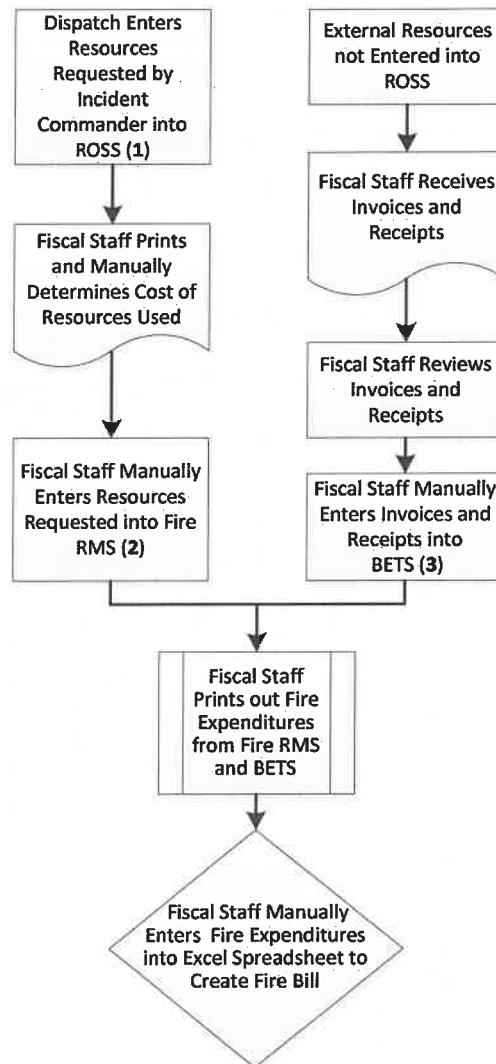 Dispatch Enters
Resources
Requested by
Incident
Commander into
ROSS (1)
Fiscal Staff Prints
and Manually
Determines Cost of
Resources Used
Fiscal Staff Manually
Enters Resources
Requested into Fire
RMS (2)
External Resources
not Entered into
ROSS
Fiscal Staff Receives
Invoices and
Receipts
Fiscal Staff Reviews
Invoices and
Receipts
Fiscal Staff Manually
Enters Invoices and
Receipts into
BETS (3)
Fiscal Staff
Prints out Fire
Expenditures
from Fire RMS
and BETS
Fiscal Staff Manually
Enters Fire Expenditures
into Excel Spreadsheet to
Create Fire Bill